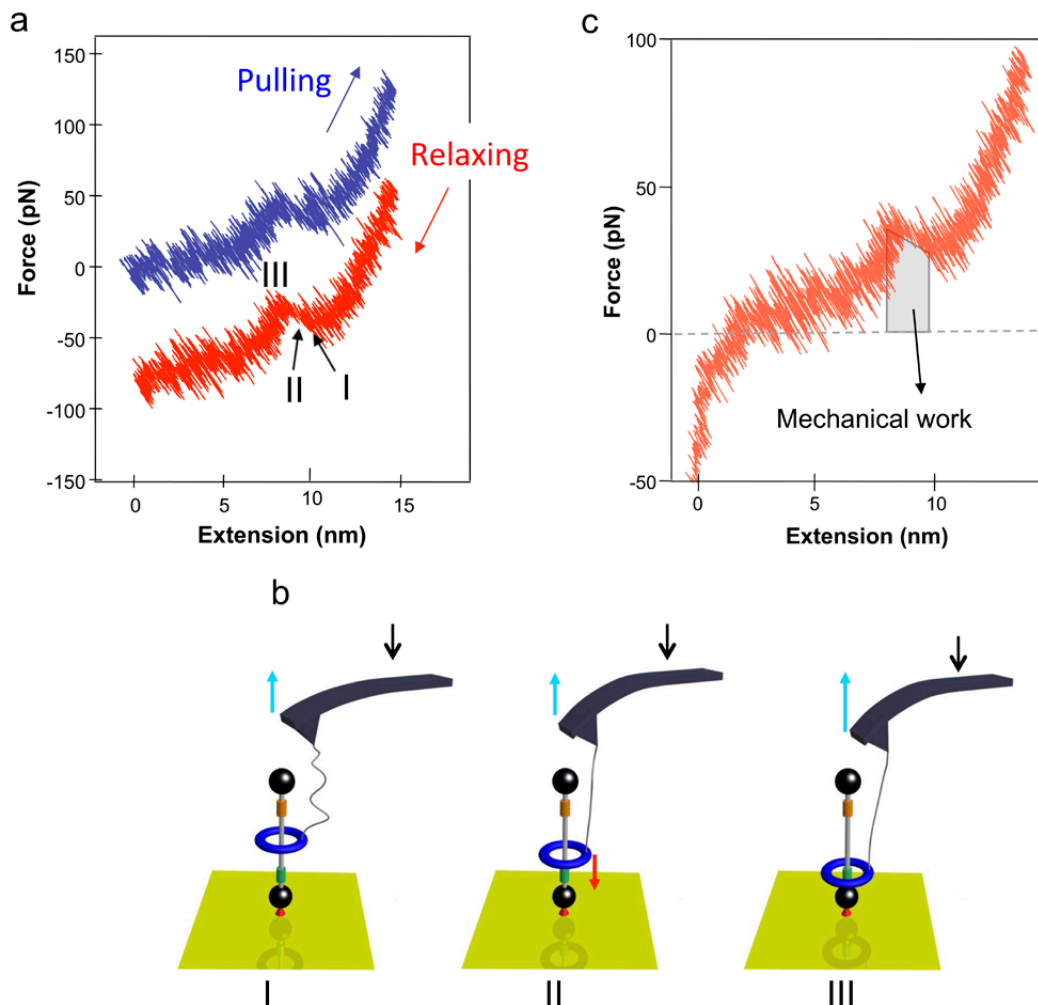 a
150
100
50
0
-50
-100
-150
Force (pN)
Pulling
Relaxing
III
II
I
0
5
10
15
Extension (nm)
c
100
50
0
-50
Force (pN)
Mechanical work
0
5
10
Extension (nm)
b
I
II
III